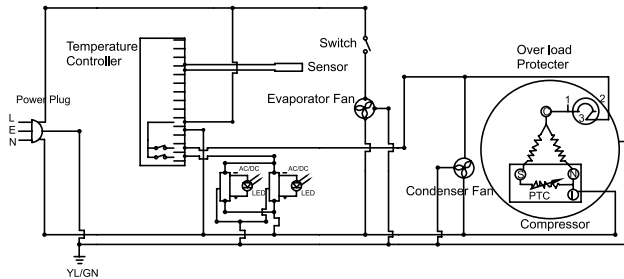 Temperature
Controller
Switch
Sensor
Over load
Protecter
Power Plug
Evaporator Fan
L
E
N
1
2
3
C
AC/DC
AC/DC
LED
LED
S
PTC
Condenser Fan
Compressor
YL/GN